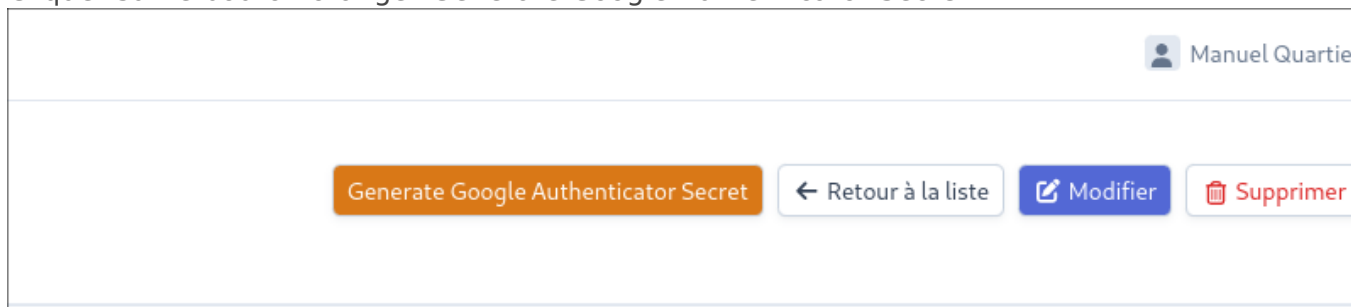 Manuel Quartie
Generate Google Authenticator Secret
← Retour à la liste
Modifier
Supprimer